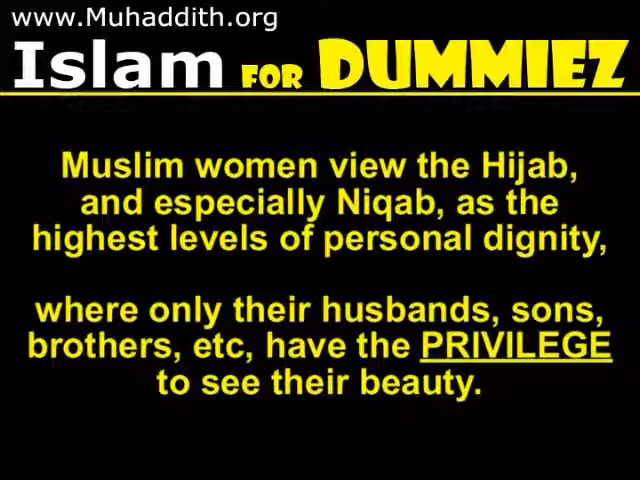 www.Muhaddith.org
Islam FOR DUMMIEZ
Muslim women view the Hijab,
and especially Niqab, as the
highest levels of personal dignity,
where only their husbands, sons,
brothers, etc, have the PRIVILEGE
to see their beauty.